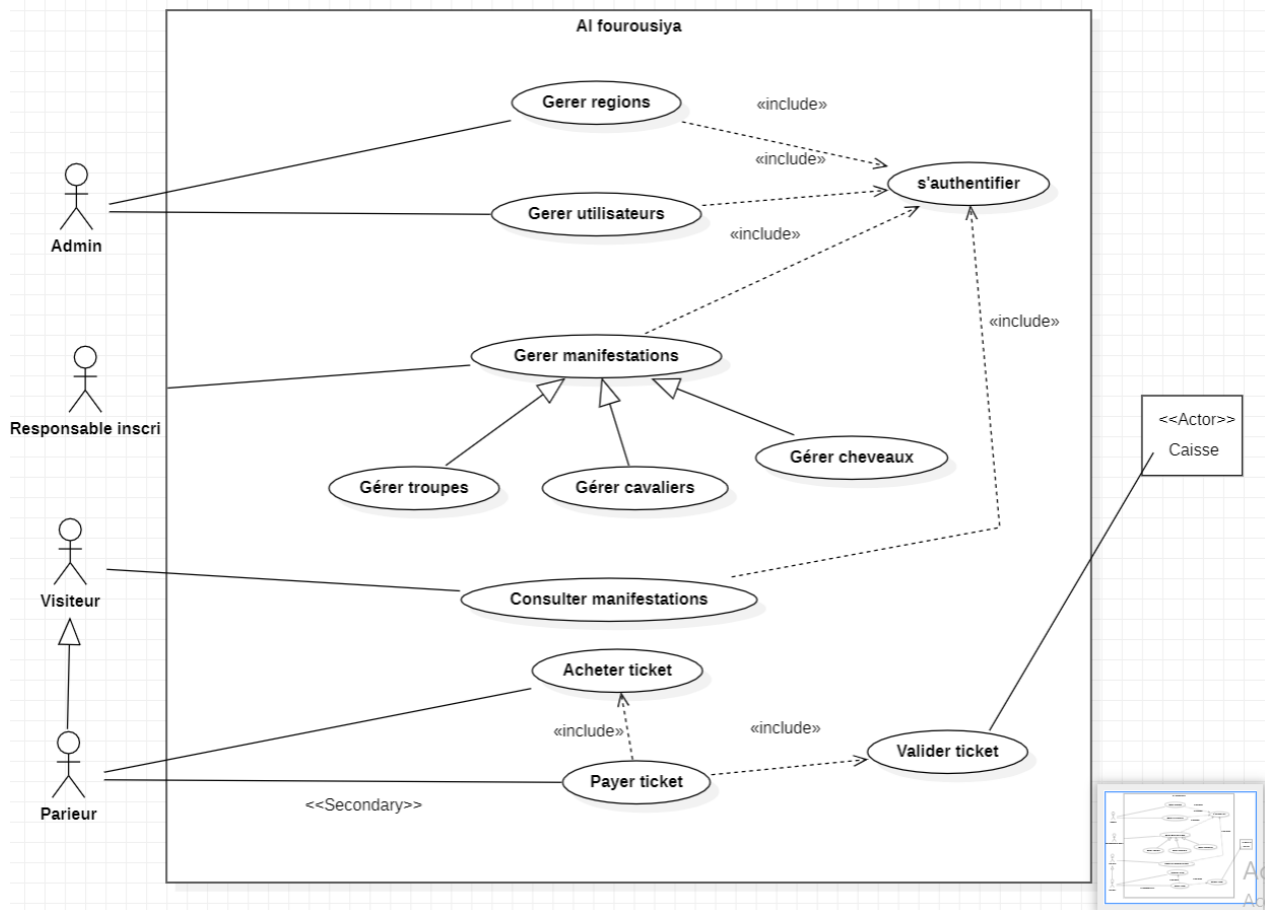 Al fourousiya
Gerer regions
«include»
«include»
s'authentifier
Gerer utilisateurs
«include»
Admin
«include»
Gerer manifestations
Responsable inscri
<<Actor>>
Caisse
Gérer cheveaux
Gérer troupes
Gérer cavaliers
Visiteur
Consulter manifestations
Acheter ticket
«include»
«include»
Valider ticket
Payer ticket
Parieur
<<Secondary>>